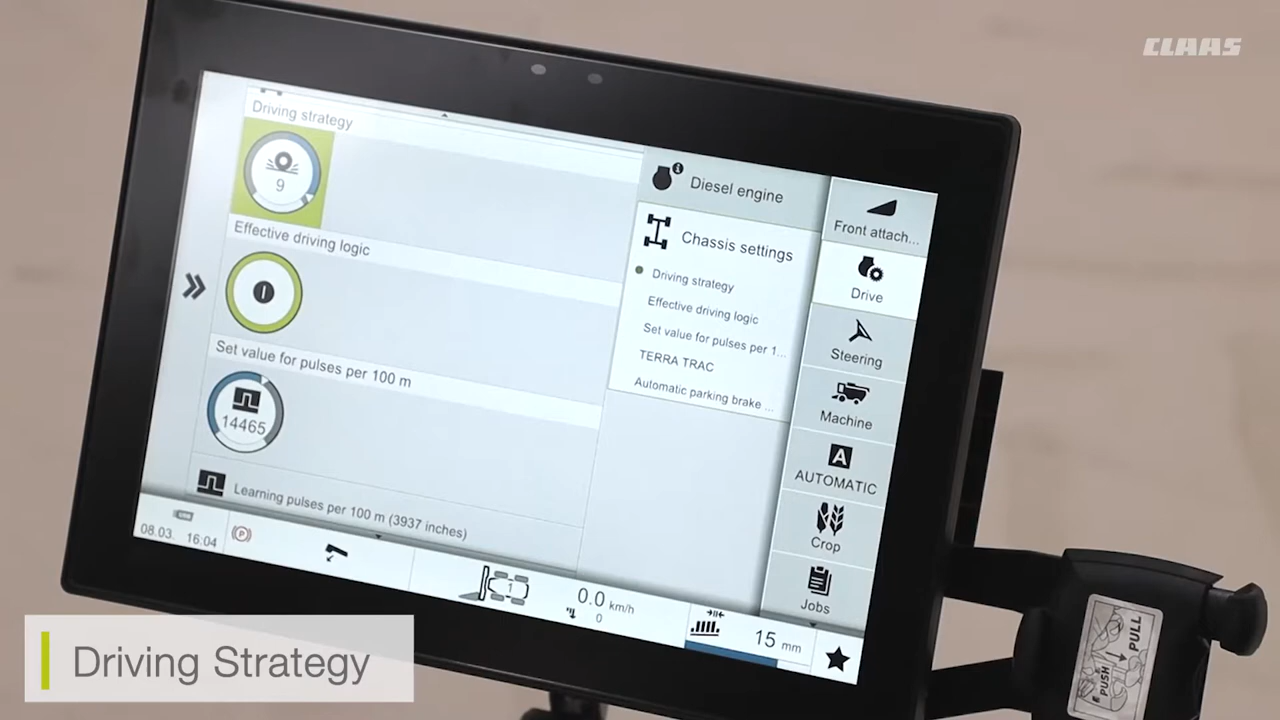 CLAAS
Driving strategy
9
Effective driving logic
Set value for pulses per 100 m
14465
Learning pulses per 100 m (3937 inches)
Diesel engine
Chassis settings
Driving strategy
Effective driving logic
Set value for pulses per 1...
TERRA TRAC
Automatic parking brake ...
Front attach...
Drive
Steering
Machine
A
AUTOMATIC
Crop
Jobs
08.03. 16:04
P
1
0.0 km/h
0
15 mm
PUSH
PULL
Driving Strategy